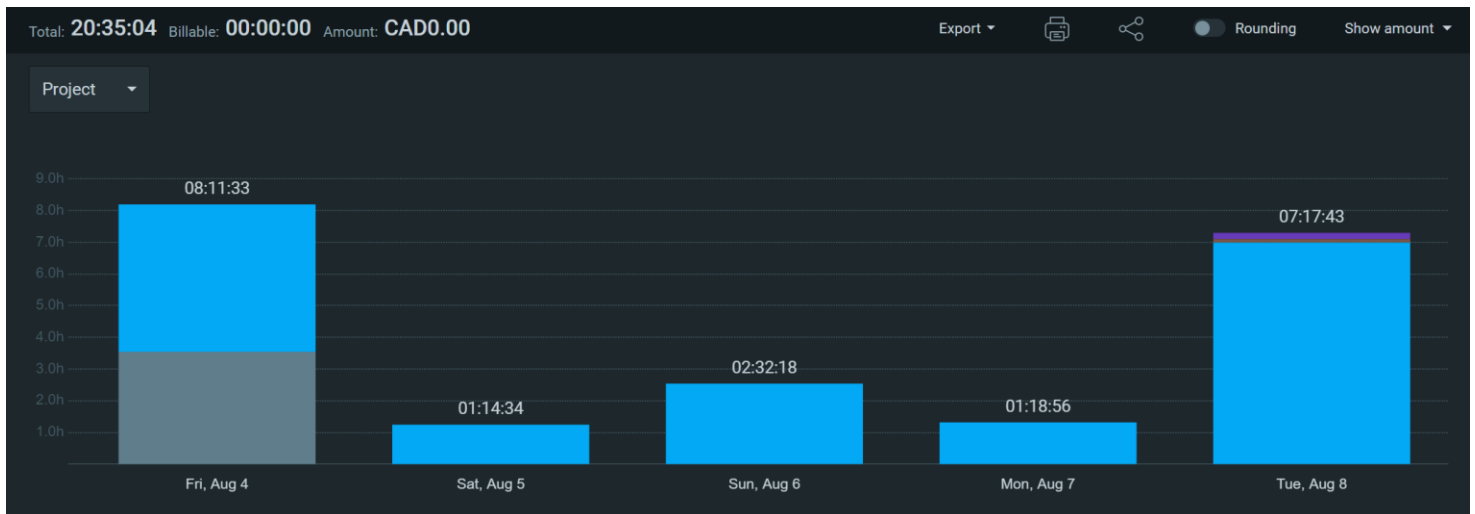 Total: 20:35:04 Billable: 00:00:00 Amount: CAD0.00 Export Rounding Show amount
Project
9.0h
08:11:33
8.0h
07:17:43
7.0h
6.0h
5.0h
4.0h
3.0h
02:32:18
2.0h
01:14:34 01:18:56
1.0h
Fri, Aug 4 Sat, Aug 5 Sun, Aug 6 Mon, Aug 7 Tue, Aug 8